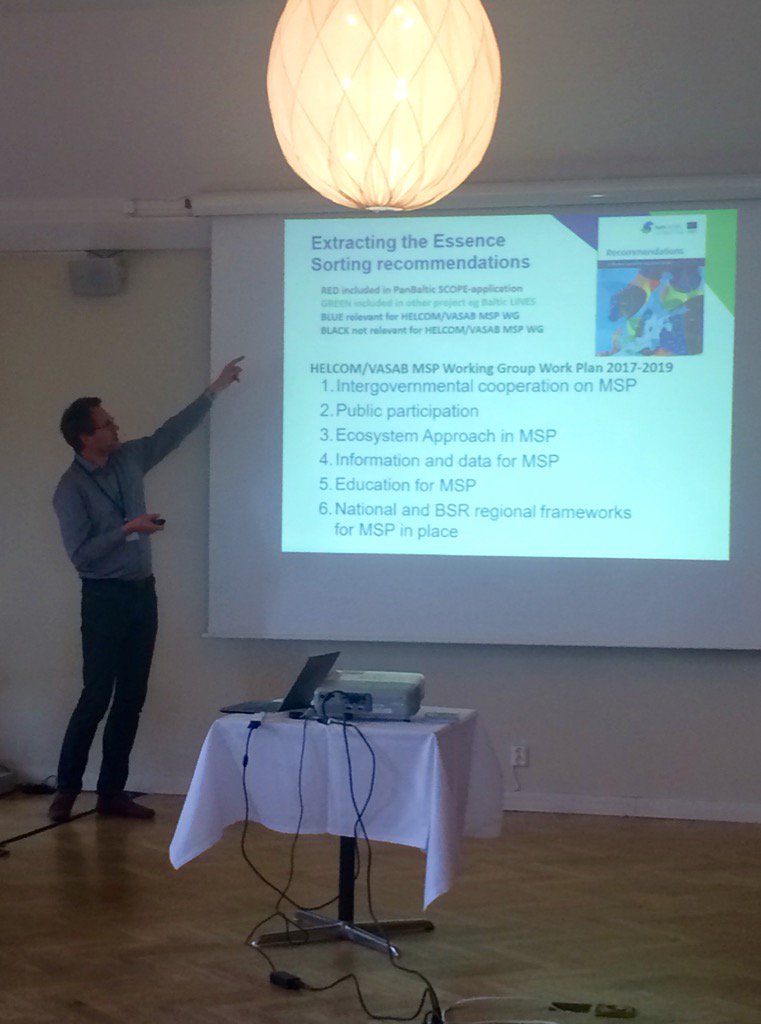 Extracting the Essence
Sorting recommendations
RED included in PanBaltic SCOPE-application
GREEN included in other project eg Baltic LINES
BLUE relevant for HELCOM/VASAB MSP WG
BLACK not relevant for HELCOM/VASAB MSP WG
Recommendations
HELCOM/VASAB MSP Working Group Work Plan 2017-2019
1. Intergovernmental cooperation on MSP
2. Public participation
3. Ecosystem Approach in MSP
4. Information and data for MSP
5. Education for MSP
6. National and BSR regional frameworks
for MSP in place